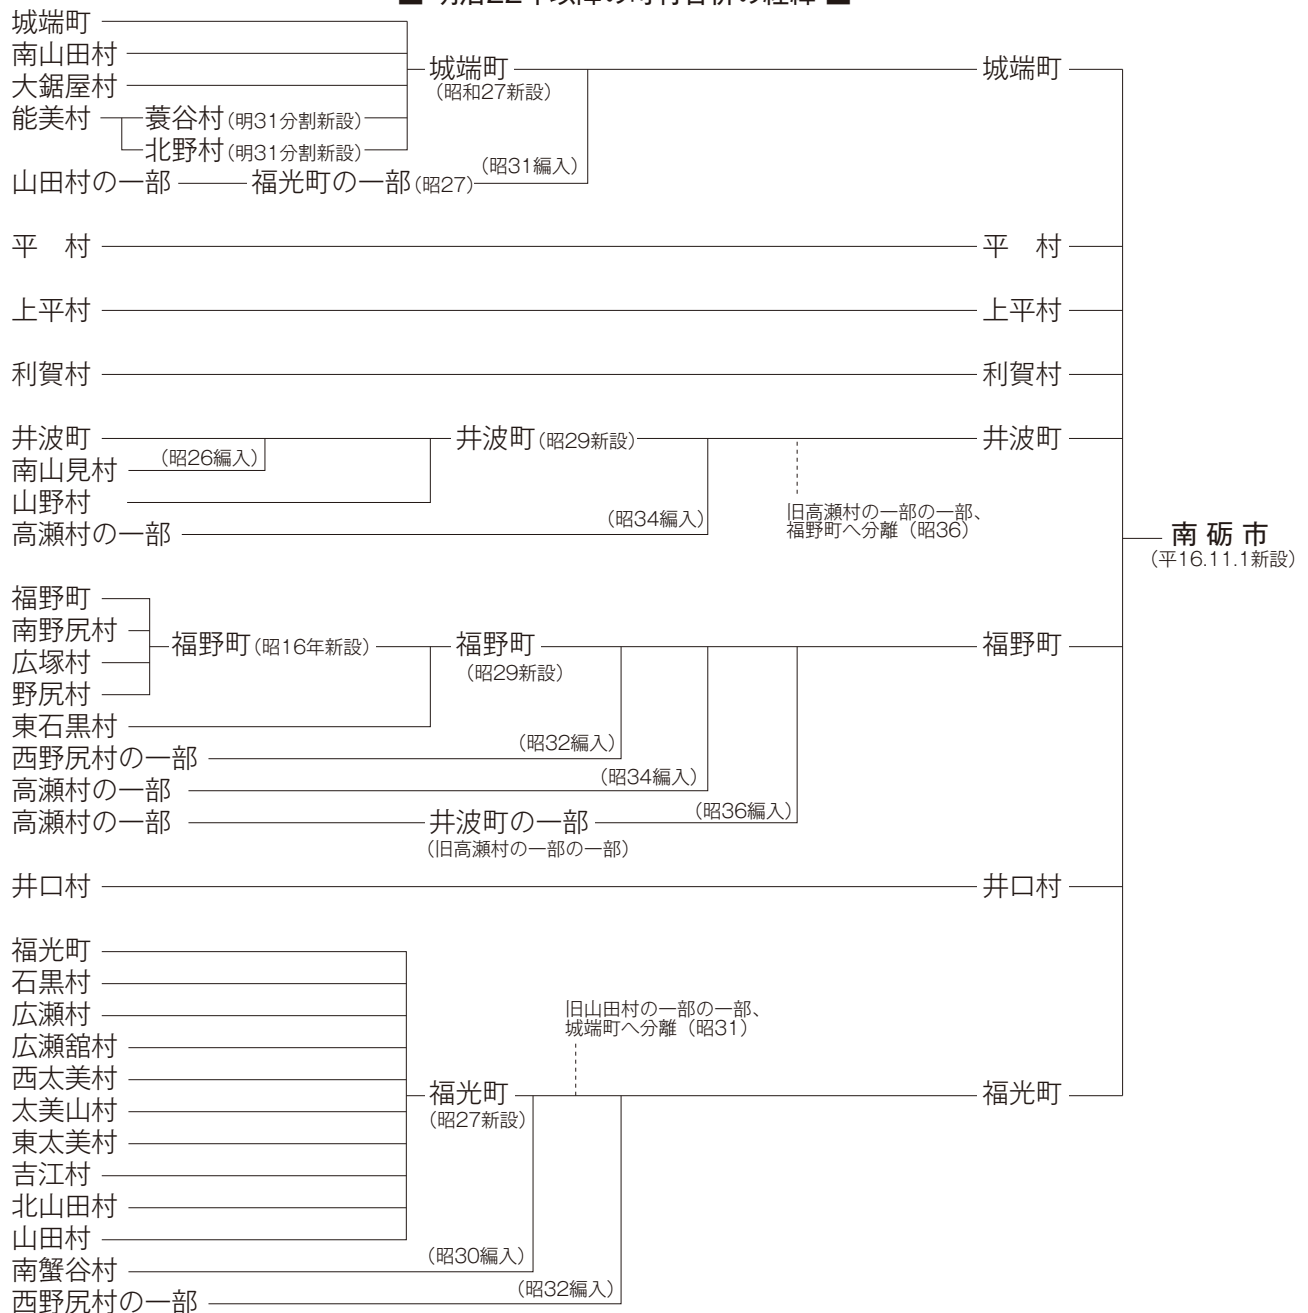 ■ 明治22年以降の町村合併の経緯 ■
城端町
南山田村
大鋸屋村
能美村
蓑谷村(明31分割新設)
北野村(明31分割新設)
城端町
(昭和27新設)
城端町
山田村の一部
福光町の一部(昭27)
(昭31編入)
平　村
平　村
上平村
上平村
利賀村
利賀村
井波町
南山見村
(昭26編入)
山野村
高瀬村の一部
井波町(昭29新設)
(昭34編入)
旧高瀬村の一部の一部、
福野町へ分離（昭36）
井波町
南砺市
(平16.11.1新設)
福野町
南野尻村
広塚村
野尻村
福野町(昭16年新設)
東石黒村
福野町
(昭29新設)
福野町
西野尻村の一部
(昭32編入)
高瀬村の一部
(昭34編入)
高瀬村の一部
井波町の一部
(旧高瀬村の一部の一部)
(昭36編入)
井口村
井口村
福光町
石黒村
広瀬村
広瀬舘村
西太美村
太美山村
東太美村
吉江村
北山田村
山田村
南蟹谷村
西野尻村の一部
福光町
(昭27新設)
旧山田村の一部の一部、
城端町へ分離（昭31）
(昭30編入)
(昭32編入)
福光町